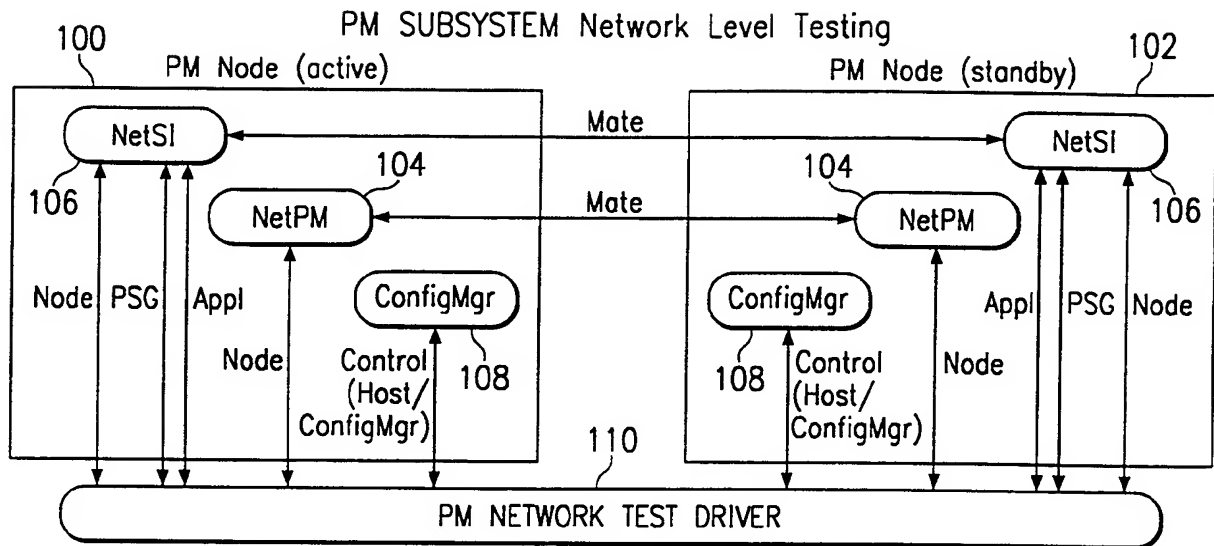 PM SUBSYSTEM Network Level Testing
100
PM Node (active)
PM Node (standby)
102
NetSI
Mate
NetSI
106
104
NetPM
Mate
104
NetPM
106
Node
PSG
Appl
ConfigMgr
ConfigMgr
Appl
PSG
Node
Node
Control
(Host/
ConfigMgr)
108
108
Control
(Host/
ConfigMgr)
Node
110
PM NETWORK TEST DRIVER